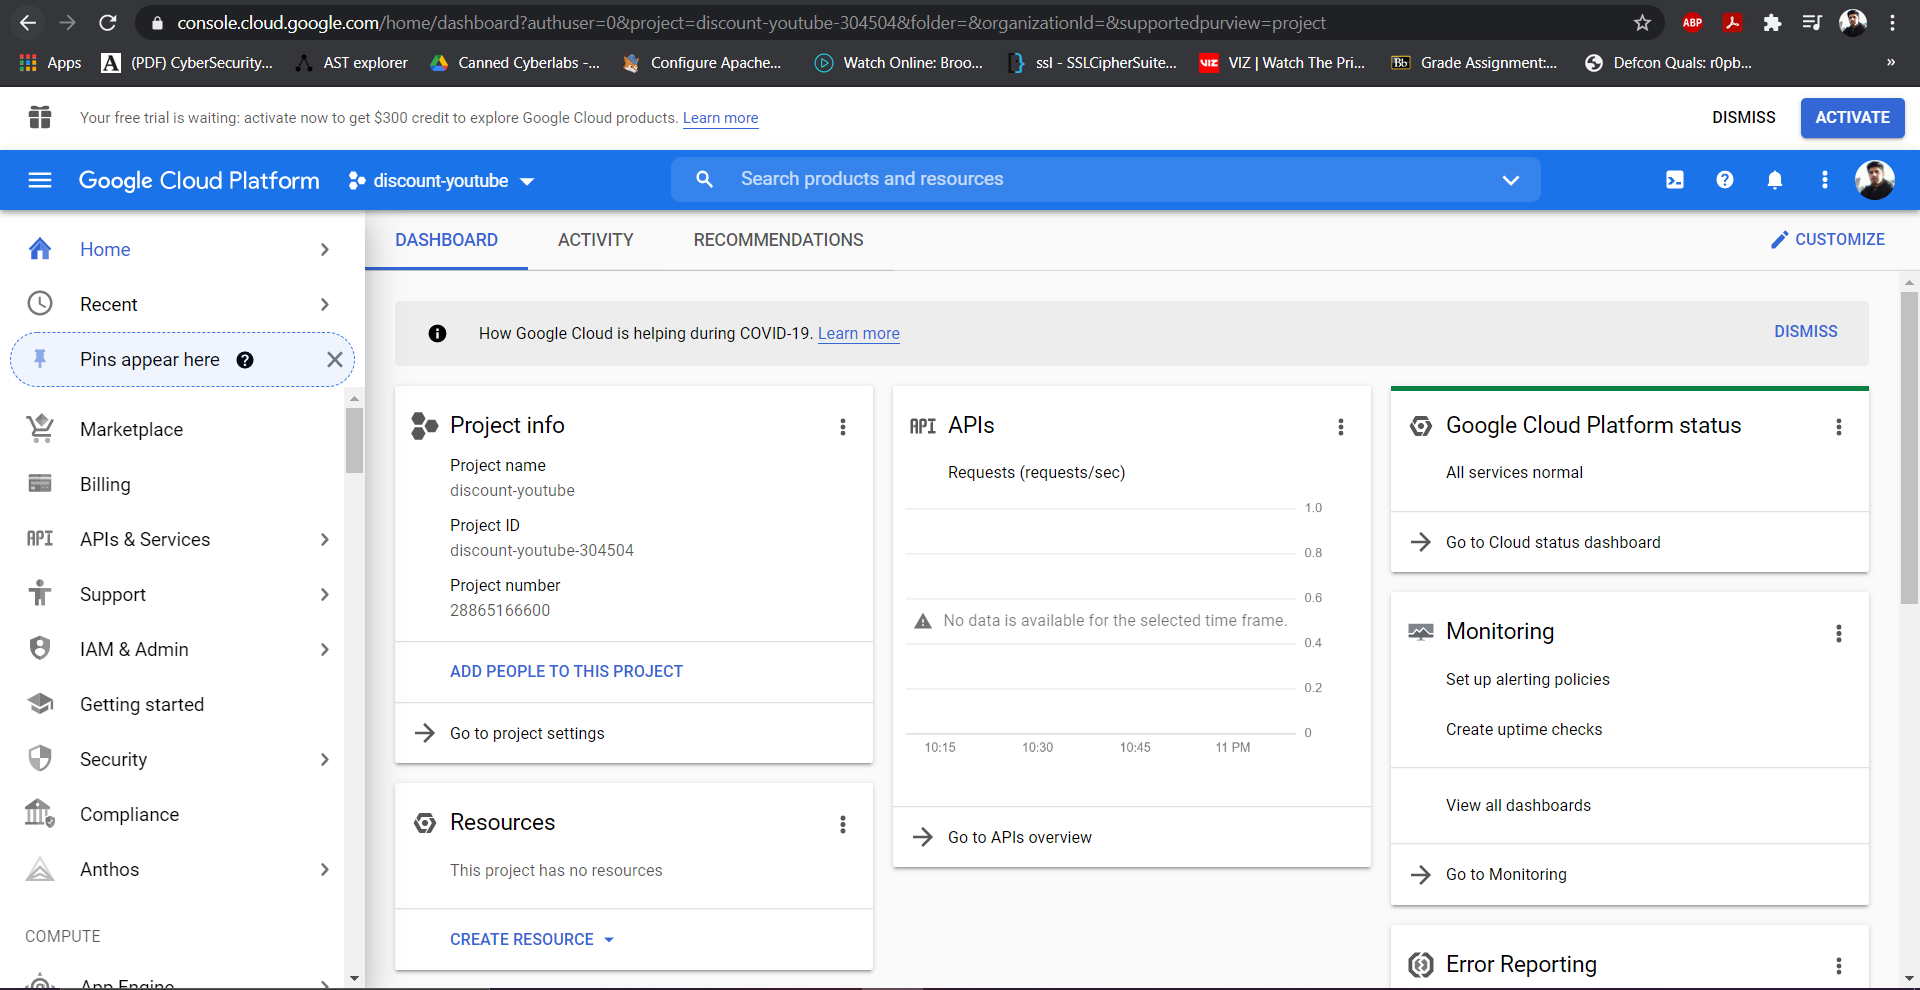 console.cloud.google.com/home/dashboard?authuser=0&project=discount-youtube-304504&folder=&organizationId=&supportedpurview=project
ABP
Apps
A (PDF) CyberSecurity...
AST explorer
Canned Cyberlabs -...
Configure Apache...
Watch Online: Broo...
ssl - SSLCipherSuite...
VIZ VIZ | Watch The Pri...
Bb Grade Assignment:...
Defcon Quals: r0pb...
»
Your free trial is waiting: activate now to get $300 credit to explore Google Cloud products. Learn more
DISMISS
ACTIVATE
Google Cloud Platform
discount-youtube
Search products and resources
Home
Recent
Pins appear here
Marketplace
Billing
API APIs & Services
Support
IAM & Admin
Getting started
Security
Compliance
Anthos
COMPUTE
App Engine
DASHBOARD
ACTIVITY
RECOMMENDATIONS
CUSTOMIZE
How Google Cloud is helping during COVID-19. Learn more
DISMISS
Project info
Project name
discount-youtube
Project ID
discount-youtube-304504
Project number
28865166600
ADD PEOPLE TO THIS PROJECT
Go to project settings
Resources
This project has no resources
CREATE RESOURCE
API APIs
Requests (requests/sec)
1.0
0.8
0.6
No data is available for the selected time frame.
0.4
0.2
0
10:15 10:30 10:45 11 PM
Go to APIs overview
Google Cloud Platform status
All services normal
Go to Cloud status dashboard
Monitoring
Set up alerting policies
Create uptime checks
View all dashboards
Go to Monitoring
Error Reporting